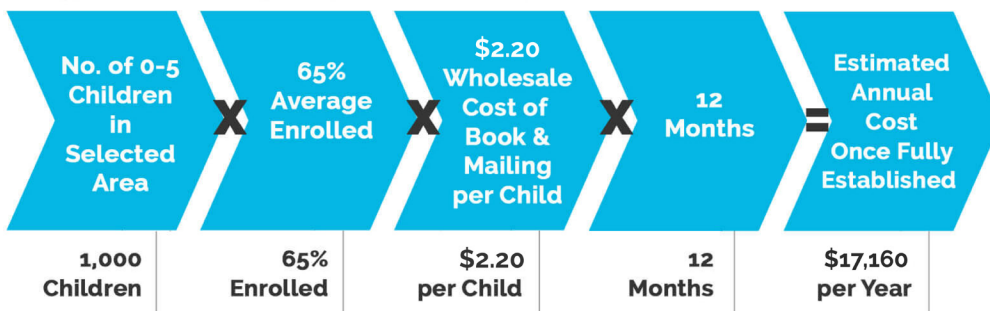 No. of 0-5
Children
in
Selected
Area
X
65%
Average
Enrolled
X
$2.20
Wholesale
Cost of
Book &
Mailing
per Child
X
12
Months
=
Estimated
Annual
Cost
Once Fully
Established
1,000
Children
65%
Enrolled
$2.20
per Child
12
Months
$17,160
per Year